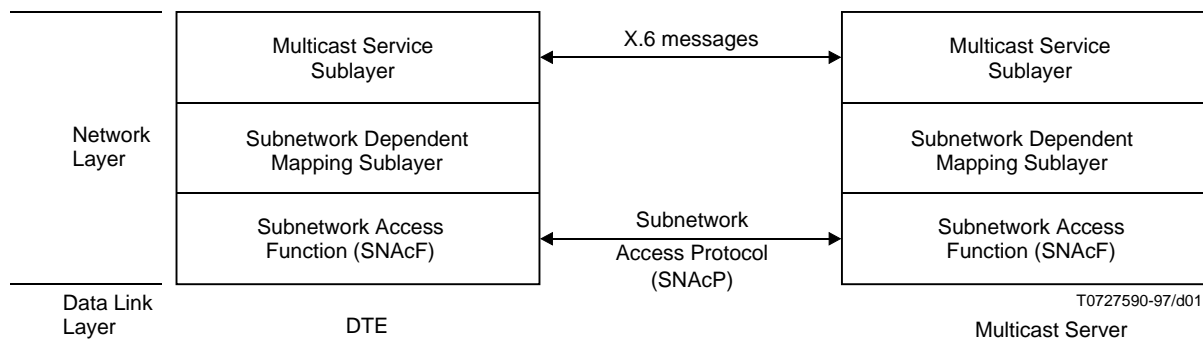 Network
Layer
Data Link
Layer
Multicast Service
Sublayer
Subnetwork Dependent
Mapping Sublayer
Subnetwork Access
Function (SNAcF)
DTE
X.6 messages
Subnetwork
Access Protocol
(SNAcP)
Multicast Service
Sublayer
Subnetwork Dependent
Mapping Sublayer
Subnetwork Access
Function (SNAcF)
T0727590-97/d01
Multicast Server